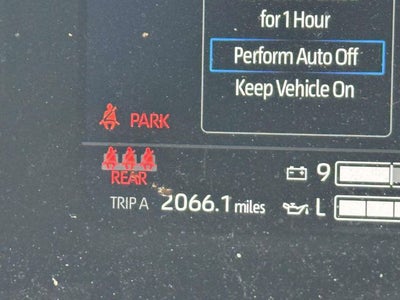 for 1 Hour
Perform Auto Off
Keep Vehicle On
PARK
REAR
9
TRIP A 2066.1 miles
L